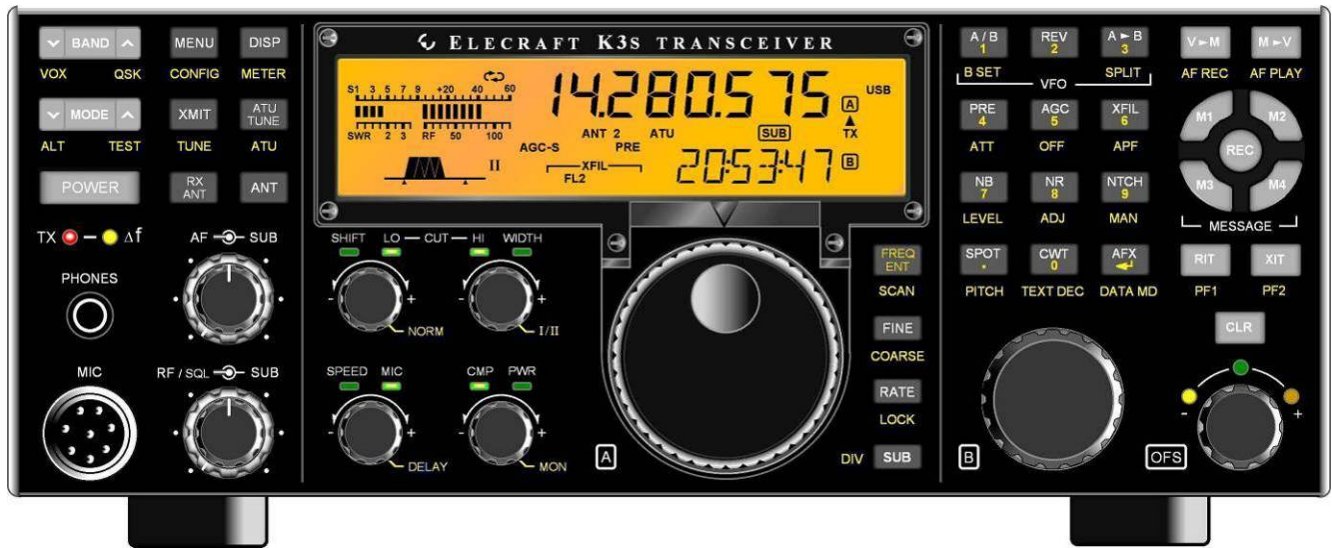 ELECRAFT K3S TRANSCEIVER
BAND MENU DISP
VOX QSK CONFIG METER
MODE XMIT ATU TUNE
ALT TEST TUNE ATU
POWER RX ANT ANT
TX Δf AF SUB
PHONES
MIC RF / SQL SUB
S1 3 5 7 9 +20 40 60
SWR 2 3 RF 50 100
14.280.575 USB
A
TX
ANT 2 ATU SUB
AGC-S PRE
XFIL
FL2
II
20:53:47 B
SHIFT LO CUT HI WIDTH
- + - +
NORM I/II
SPEED MIC CMP PWR
- + - +
DELAY MON
A
FREQ ENT
SCAN
FINE
COARSE
RATE
LOCK
DIV SUB
A / B 1 REV 2 A ► B 3
B SET VFO SPLIT
PRE 4 AGC 5 XFIL 6
ATT OFF APF
NB 7 NR 8 NTCH 9
LEVEL ADJ MAN
SPOT . CWT 0 AFX
PITCH TEXT DEC DATA MD
B
V ► M M ► V
AF REC AF PLAY
M1 M2
REC
M3 M4
MESSAGE
RIT XIT
PF1 PF2
CLR
- +
OFS